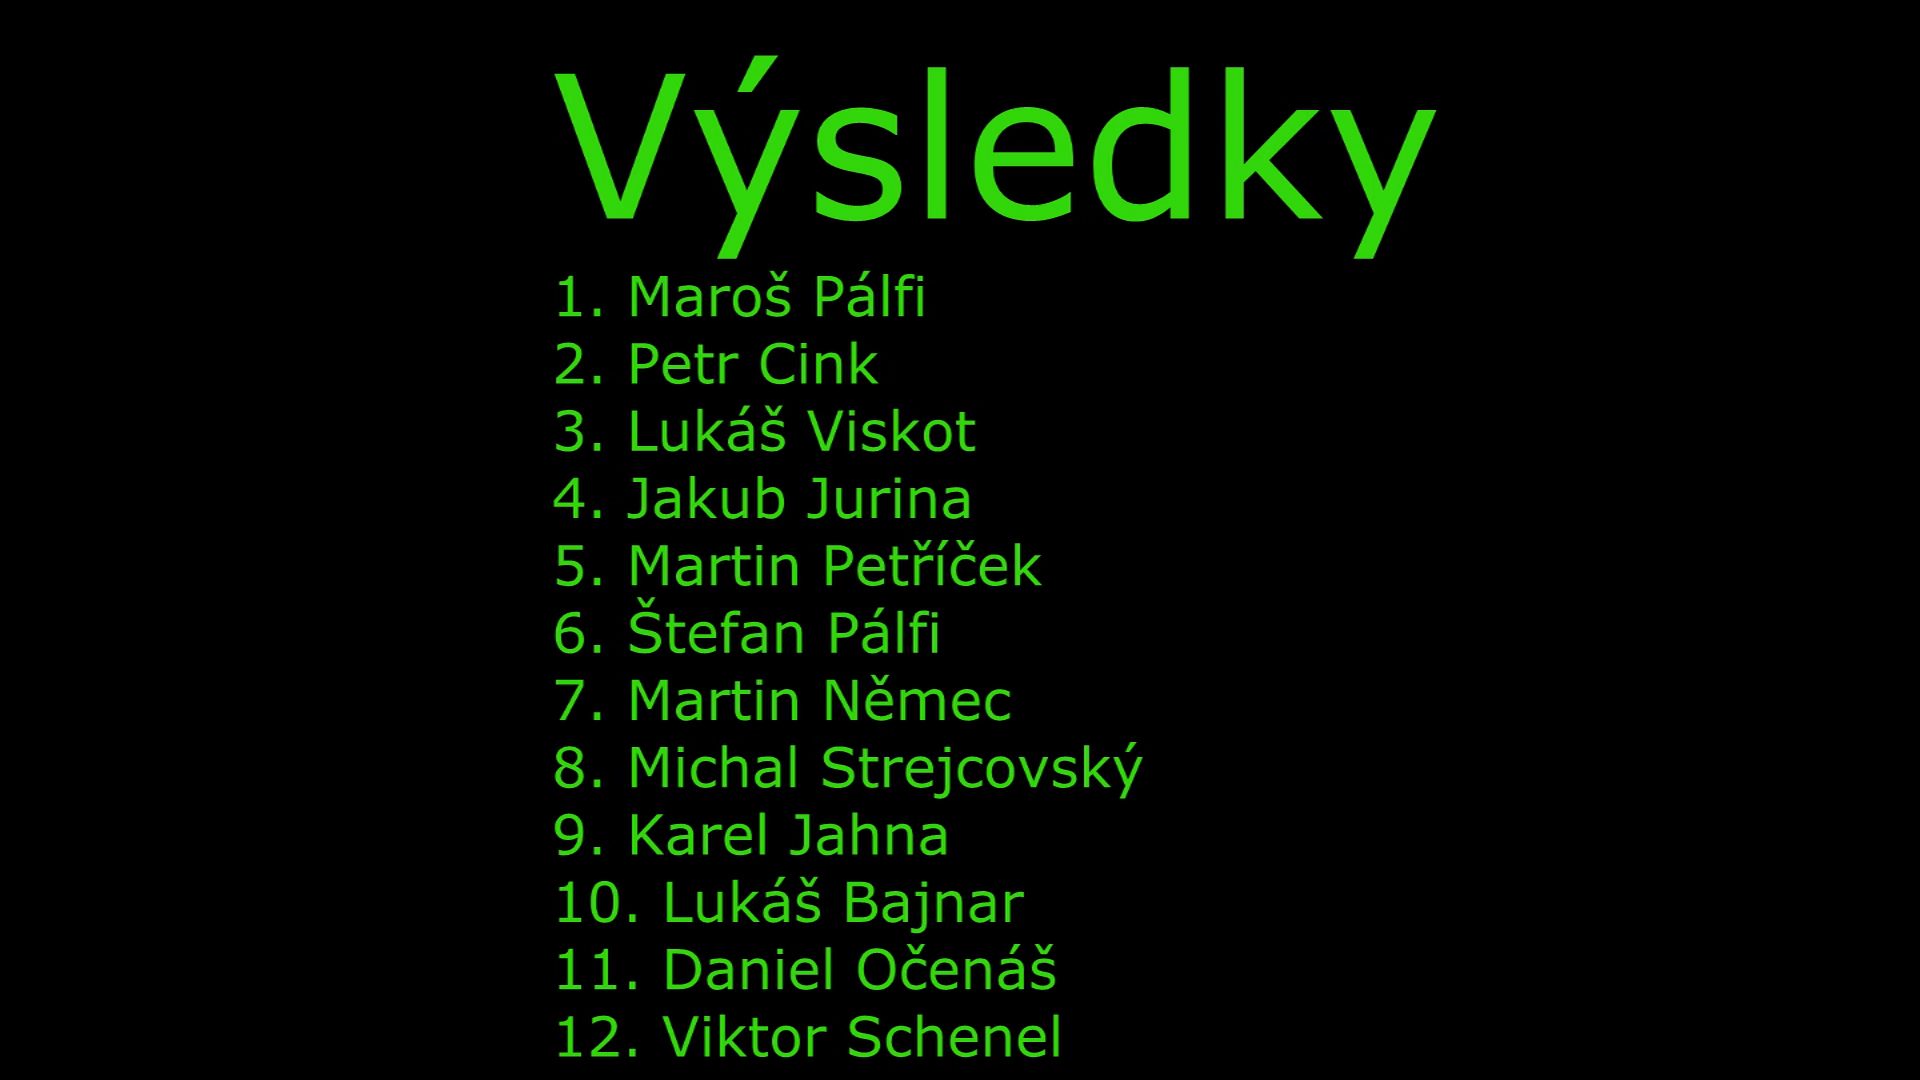 Výsledky
1. Maroš Pálfi
2. Petr Cink
3. Lukáš Viskot
4. Jakub Jurina
5. Martin Petříček
6. Štefan Pálfi
7. Martin Němec
8. Michal Strejcovský
9. Karel Jahna
10. Lukáš Bajnar
11. Daniel Očenáš
12. Viktor Schenel